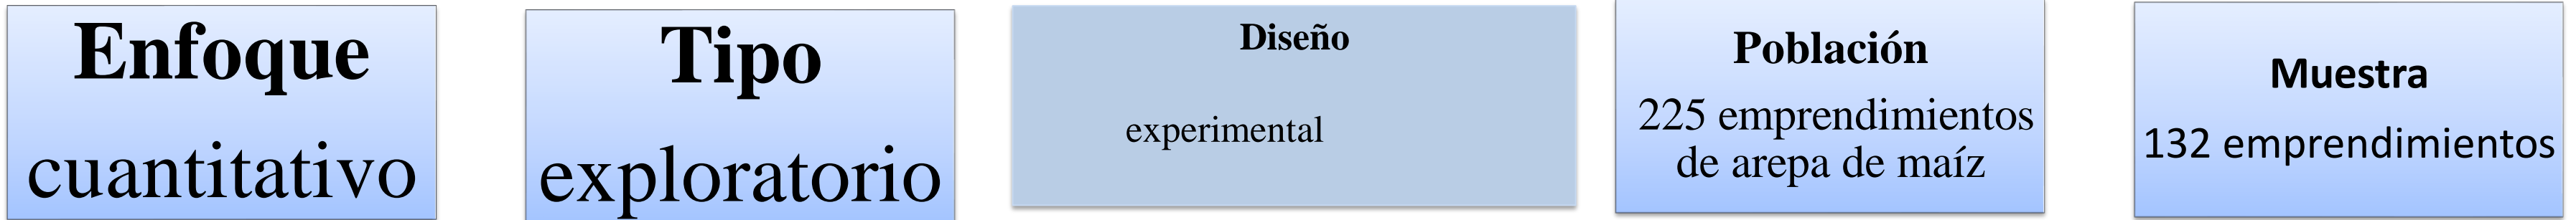 Enfoque
cuantitativo
Tipo
exploratorio
Diseño
experimental
Población
225 emprendimientos
de arepa de maíz
Muestra
132 emprendimientos